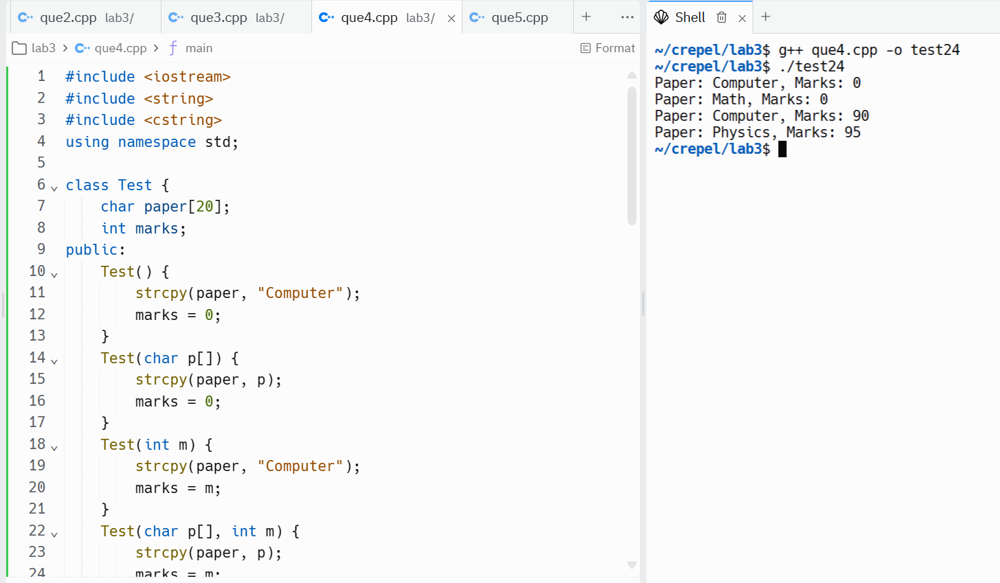 que2.cpp lab3/ que3.cpp lab3/ que4.cpp lab3/ × que5.cpp + ...
lab3 > que4.cpp > f main Format
1 #include <iostream>
2 #include <string>
3 #include <cstring>
4 using namespace std;
5
6 class Test {
7 char paper[20];
8 int marks;
9 public:
10 Test() {
11 strcpy(paper, "Computer");
12 marks = 0;
13 }
14 Test(char p[]) {
15 strcpy(paper, p);
16 marks = 0;
17 }
18 Test(int m) {
19 strcpy(paper, "Computer");
20 marks = m;
21 }
22 Test(char p[], int m) {
23 strcpy(paper, p);
24 marks = m;
Shell × +
~/crepel/lab3$ g++ que4.cpp -o test24
~/crepel/lab3$ ./test24
Paper: Computer, Marks: 0
Paper: Math, Marks: 0
Paper: Computer, Marks: 90
Paper: Physics, Marks: 95
~/crepel/lab3$